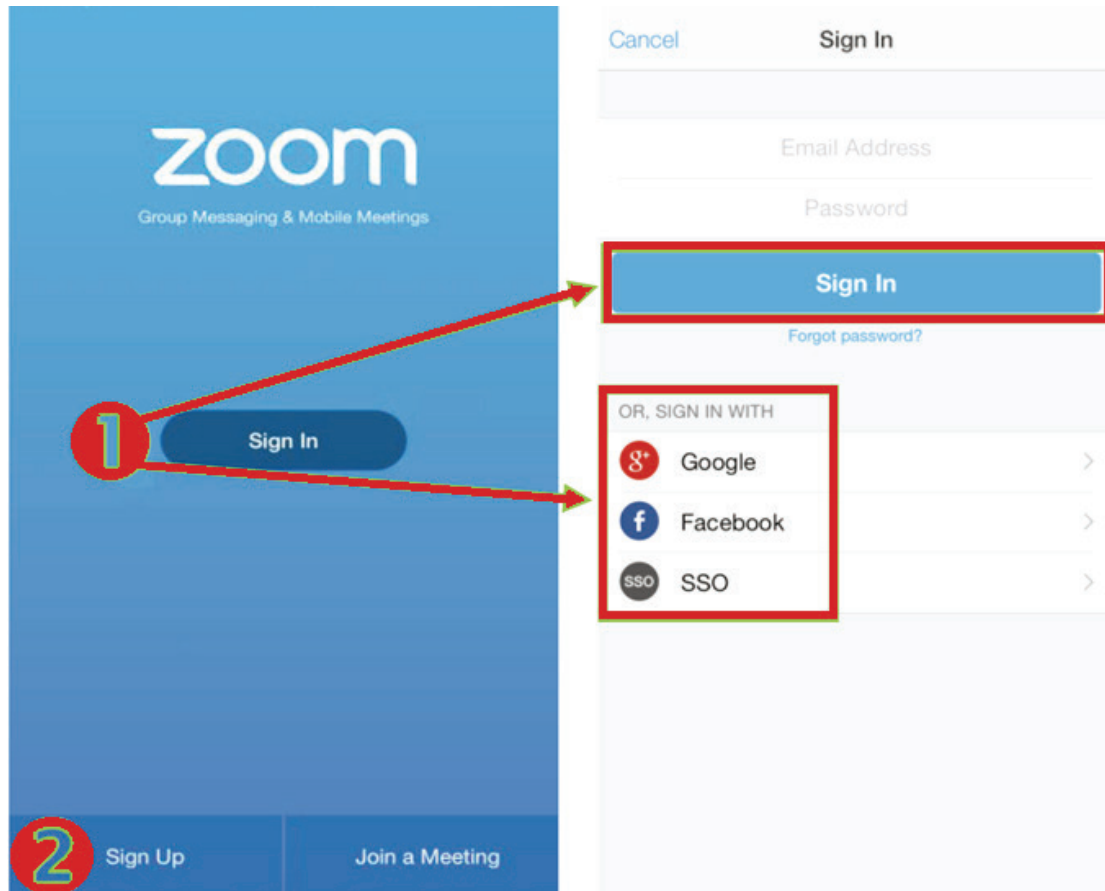 zoom
Group Messaging & Mobile Meetings
1
Sign In
2
Sign Up
Join a Meeting
Cancel
Sign In
Email Address
Password
Sign In
Forgot password?
OR, SIGN IN WITH
8+ Google
f Facebook
SSO SSO